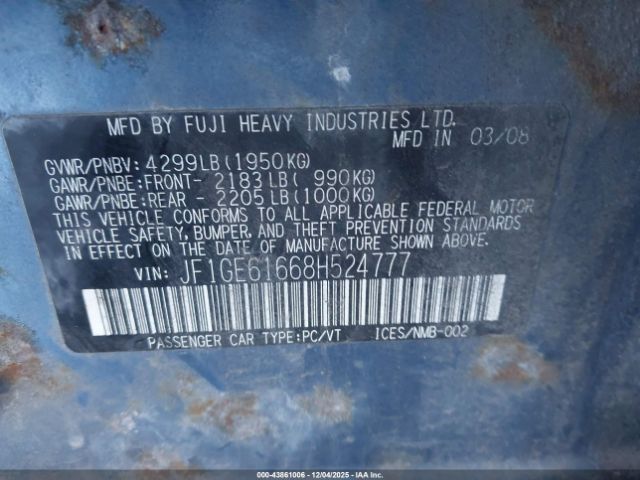 MFD BY FUJI HEAVY INDUSTRIES LTD.
MFD IN 03/08
GVWR/PNBV: 4299LB(1950KG)
GAWR/PNBE:FRONT- 2183LB( 990KG)
GAWR/PNBE:REAR - 2205LB(1000KG)
THIS VEHICLE CONFORMS TO ALL APPLICABLE FEDERAL MOTOR
VEHICLE SAFETY, BUMPER, AND THEFT PREVENTION STANDARDS
IN EFFECT ON THE DATE OF MANUFACTURE SHOWN ABOVE.
VIN: JF1GE61668H524777
PASSENGER CAR TYPE:PC/VT ICES/NMB-002
000-43861006 - 12/04/2025 - IAAI.COM